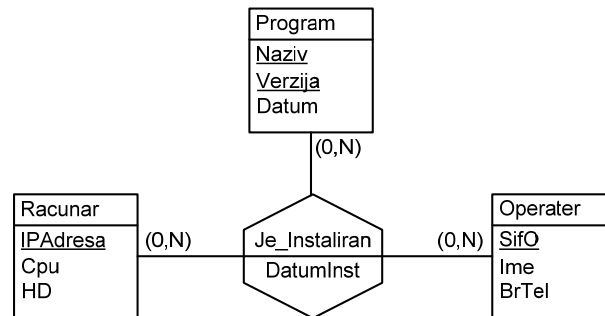 Program
Naziv
Verzija
Datum
(0,N)
Racunar
IPAdresa
Cpu
HD
(0,N)
Je_Instaliran
DatumInst
(0,N)
Operater
SifO
Ime
BrTel